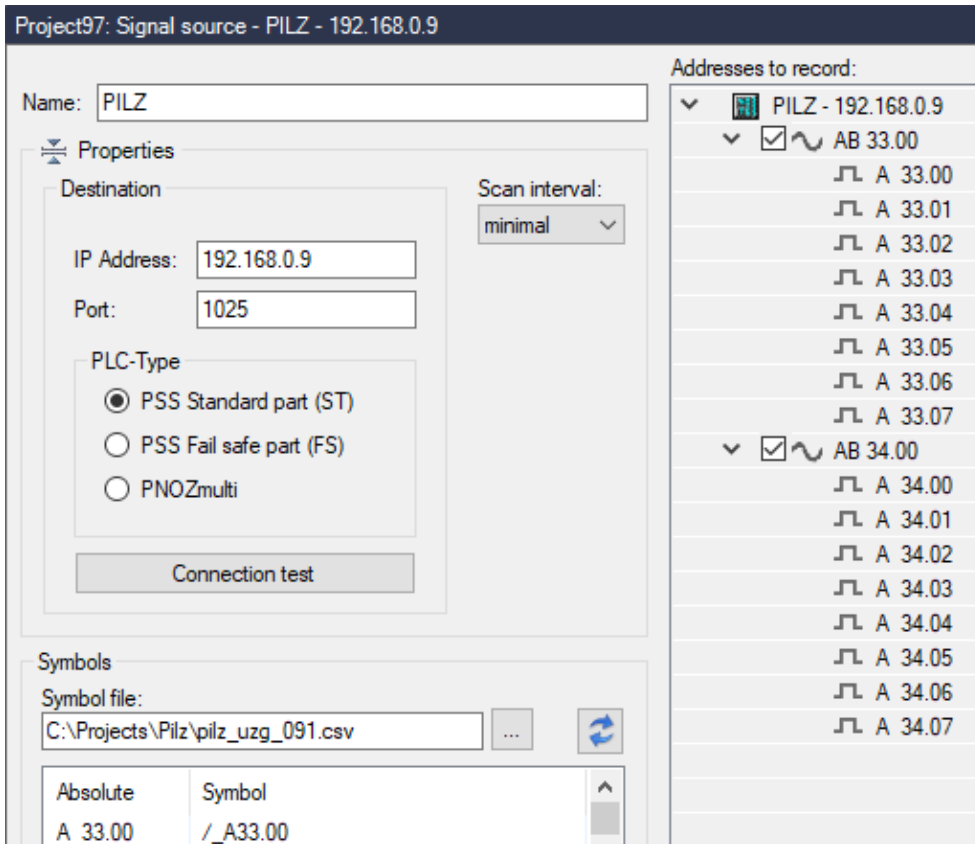 Project97: Signal source - PILZ - 192.168.0.9
Name: PILZ
Properties
Destination
IP Address: 192.168.0.9
Port: 1025
PLC-Type
PSS Standard part (ST)
PSS Fail safe part (FS)
PNOZmulti
Connection test
Scan interval:
minimal
Symbols
Symbol file:
C:\Projects\Pilz\pilz_uzg_091.csv ...
Absolute Symbol
A 33.00 /_A33.00
Addresses to record:
PILZ - 192.168.0.9
AB 33.00
A 33.00
A 33.01
A 33.02
A 33.03
A 33.04
A 33.05
A 33.06
A 33.07
AB 34.00
A 34.00
A 34.01
A 34.02
A 34.03
A 34.04
A 34.05
A 34.06
A 34.07